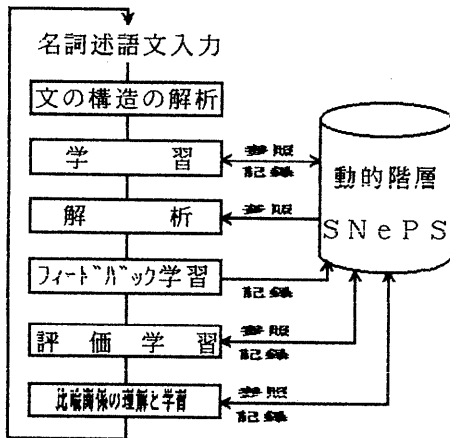 名詞述語文入力
文の構造の解析
学習
参照
記録
解析
参照
フィードバック学習
記録
評価学習
参照
記録
比喩関係の理解と学習
参照
記録
動的階層
SNePS